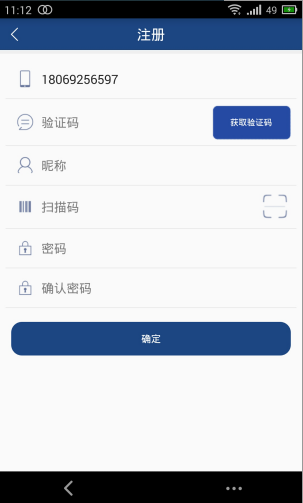 11:12 49
注册
18069256597
验证码 获取验证码
昵称
扫描码
密码
确认密码
确定